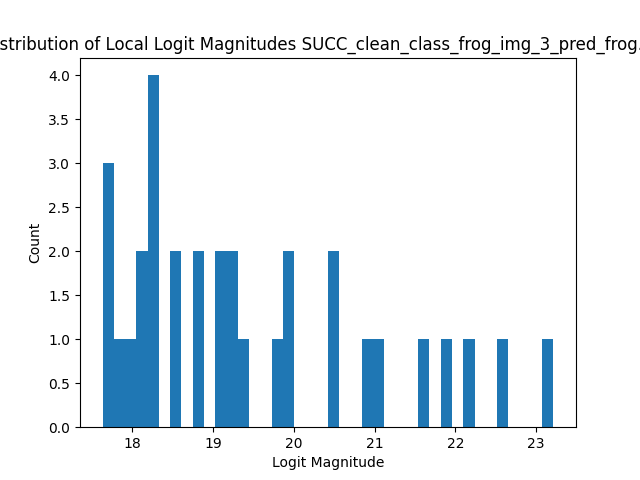 stribution of Local Logit Magnitudes SUCC_clean_class_frog_img_3_pred_frog.
4.0
3.5
3.0
2.5
2.0
1.5
1.0
0.5
0.0
Count
18 19 20 21 22 23
Logit Magnitude